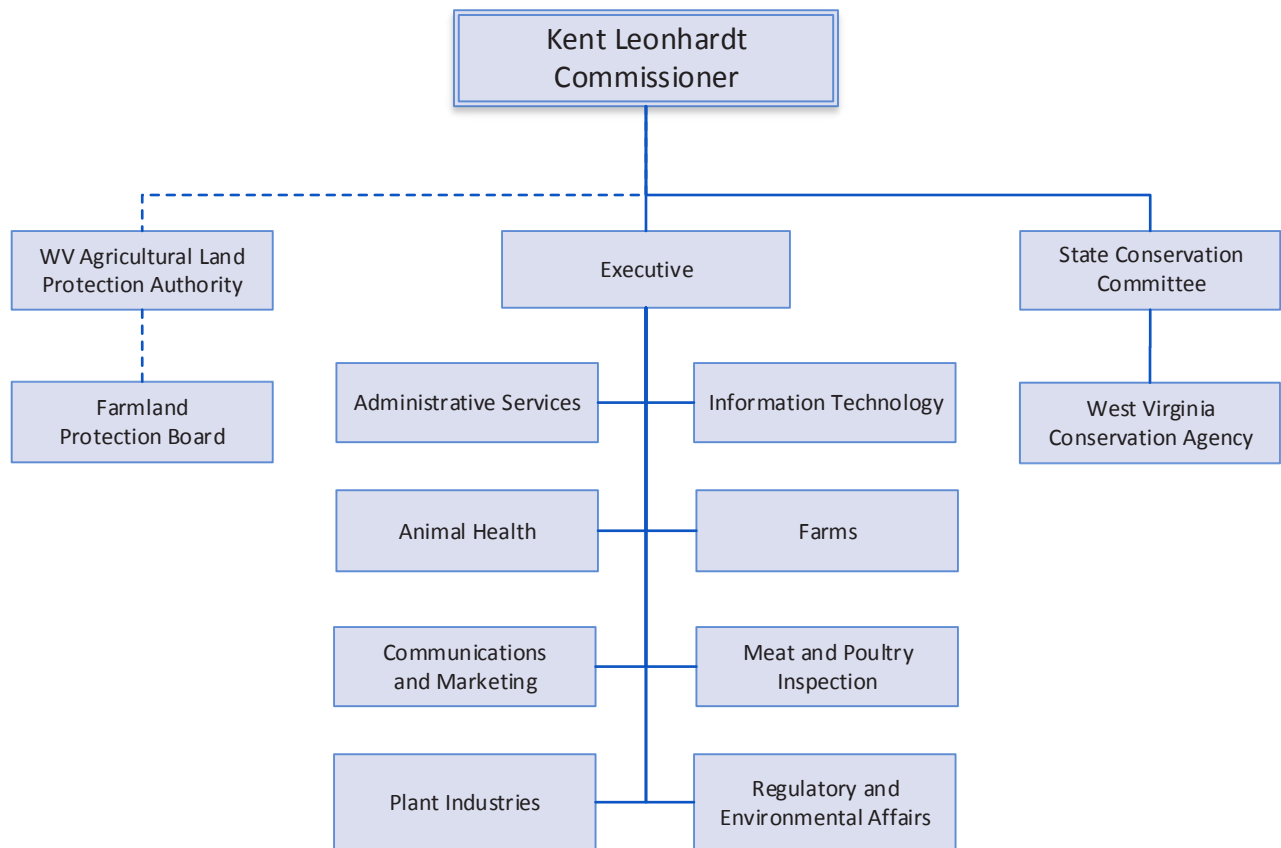 Kent Leonhardt
Commissioner
WV Agricultural Land
Protection Authority
Executive
State Conservation
Committee
Farmland
Protection Board
Administrative Services
Information Technology
West Virginia
Conservation Agency
Animal Health
Farms
Communications
and Marketing
Meat and Poultry
Inspection
Plant Industries
Regulatory and
Environmental Affairs